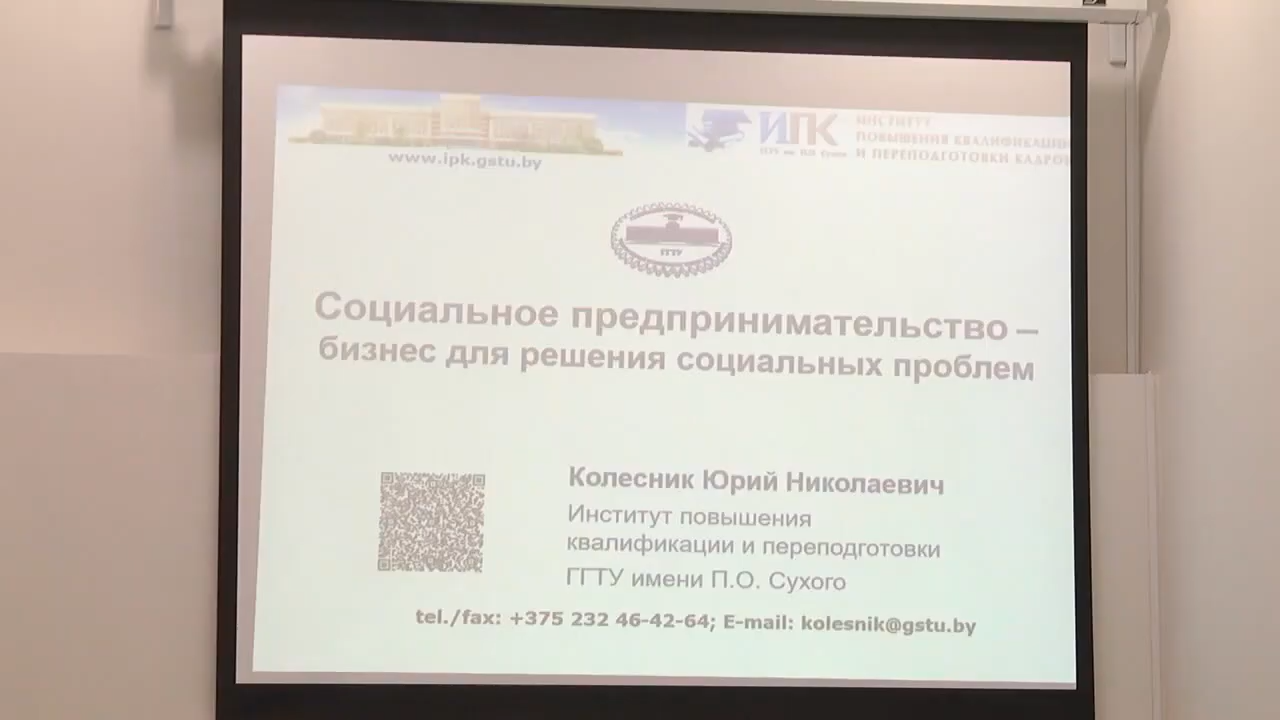 www.ipk.gstu.by
ИПК
ИНСТИТУТ
ПОВЫШЕНИЯ КВАЛИФИКАЦИИ
И ПЕРЕПОДГОТОВКИ КАДРОВ
ГГТУ
Социальное предпринимательство –
бизнес для решения социальных проблем
Колесник Юрий Николаевич
Институт повышения
квалификации и переподготовки
ГГТУ имени П.О. Сухого
tel./fax: +375 232 46-42-64; E-mail: kolesnik@gstu.by